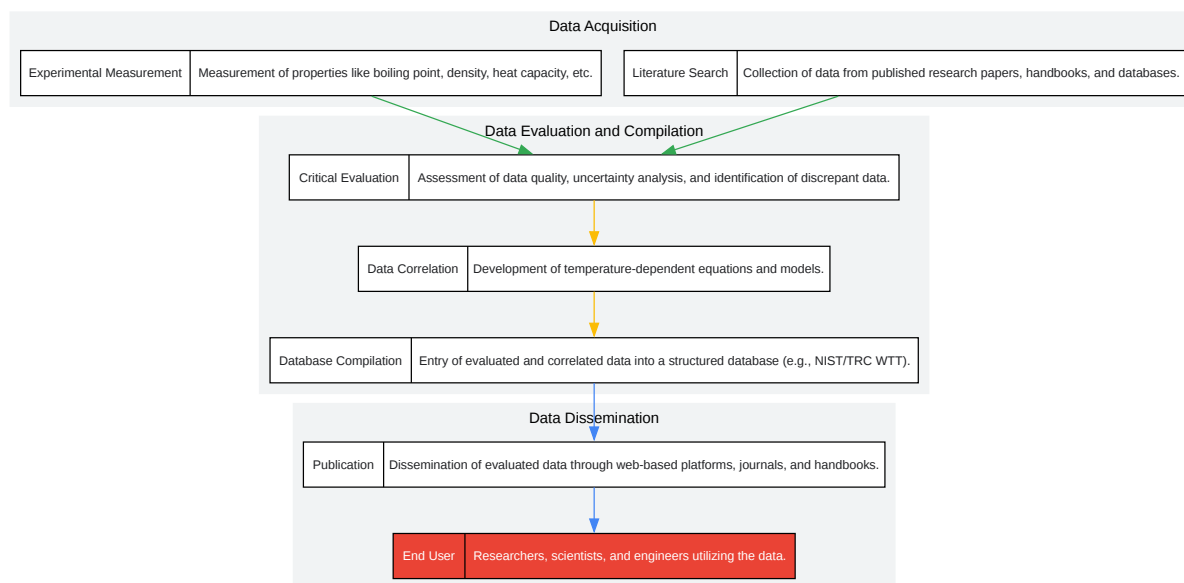 Data Acquisition
Experimental Measurement
Measurement of properties like boiling point, density, heat capacity, etc.
Literature Search
Collection of data from published research papers, handbooks, and databases.
Data Evaluation and Compilation
Critical Evaluation
Assessment of data quality, uncertainty analysis, and identification of discrepant data.
Data Correlation
Development of temperature-dependent equations and models.
Database Compilation
Entry of evaluated and correlated data into a structured database (e.g., NIST/TRC WTT).
Data Dissemination
Publication
Dissemination of evaluated data through web-based platforms, journals, and handbooks.
End User
Researchers, scientists, and engineers utilizing the data.